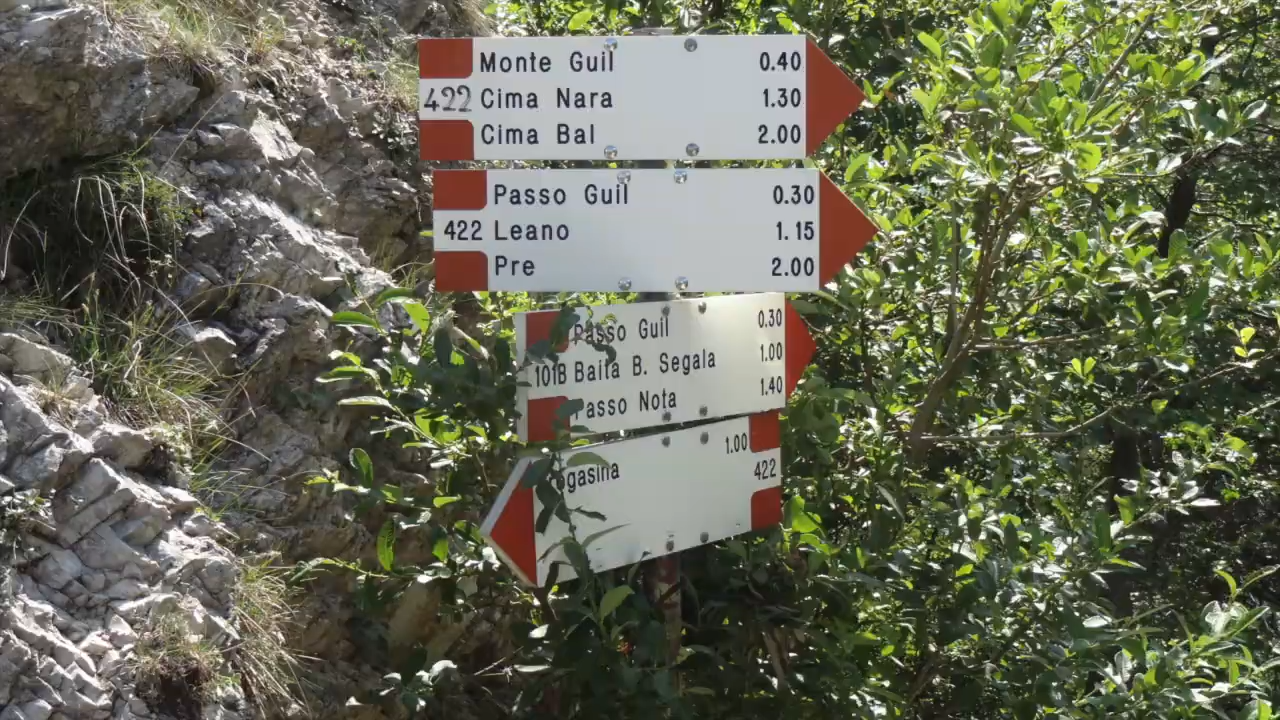 Monte Guil 0.40
422 Cima Nara 1.30
Cima Bal 2.00
Passo Guil 0.30
422 Leano 1.15
Pre 2.00
Passo Guil 0.30
101B Baita B. Segala 1.00
Passo Nota 1.40
1.00
422